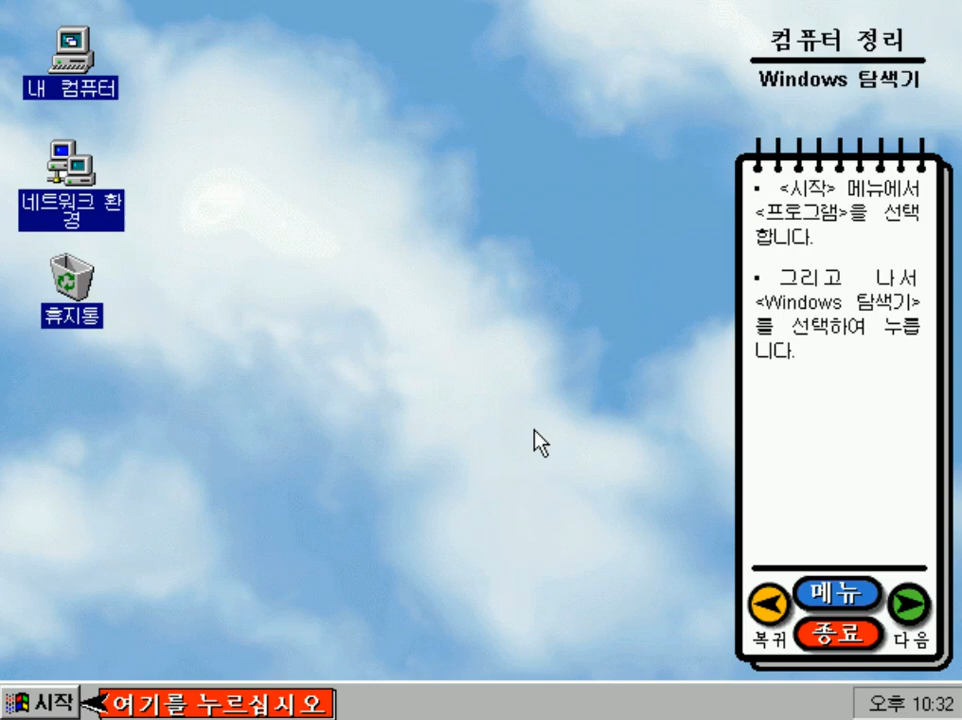 내 컴퓨터
네트워크 환
경
휴지통
컴퓨터 정리
Windows 탐색기
• <시작> 메뉴에서
<프로그램>을 선택
합니다.
• 그리고 나서
<Windows 탐색기>
를 선택하여 누릅
니다.
메뉴
복귀
종료
다음
시작
여기를 누르십시오
오후 10:32